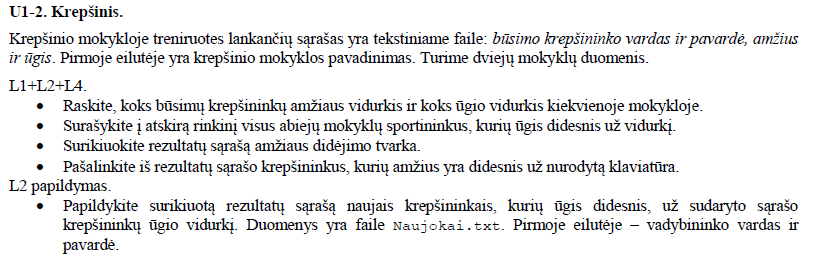 U1-2. Krepšinis.
Krepšinio mokykloje treniruotes lankančių sąrašas yra tekstiniame faile: būsimo krepšininko vardas ir pavardė, amžius
ir ūgis. Pirmoje eilutėje yra krepšinio mokyklos pavadinimas. Turime dviejų mokyklų duomenis.
L1+L2+L4.
• Raskite, koks būsimų krepšininkų amžiaus vidurkis ir koks ūgio vidurkis kiekvienoje mokykloje.
• Surašykite į atskirą rinkinį visus abiejų mokyklų sportininkus, kurių ūgis didesnis už vidurkį.
• Surikiuokite rezultatų sąrašą amžiaus didėjimo tvarka.
• Pašalinkite iš rezultatų sąrašo krepšininkus, kurių amžius yra didesnis už nurodytą klaviatūra.
L2 papildymas.
• Papildykite surikiuotą rezultatų sąrašą naujais krepšininkais, kurių ūgis didesnis, už sudaryto sąrašo
krepšininkų ūgio vidurkį. Duomenys yra faile Naujokai.txt. Pirmoje eilutėje – vadybininko vardas ir
pavardė.